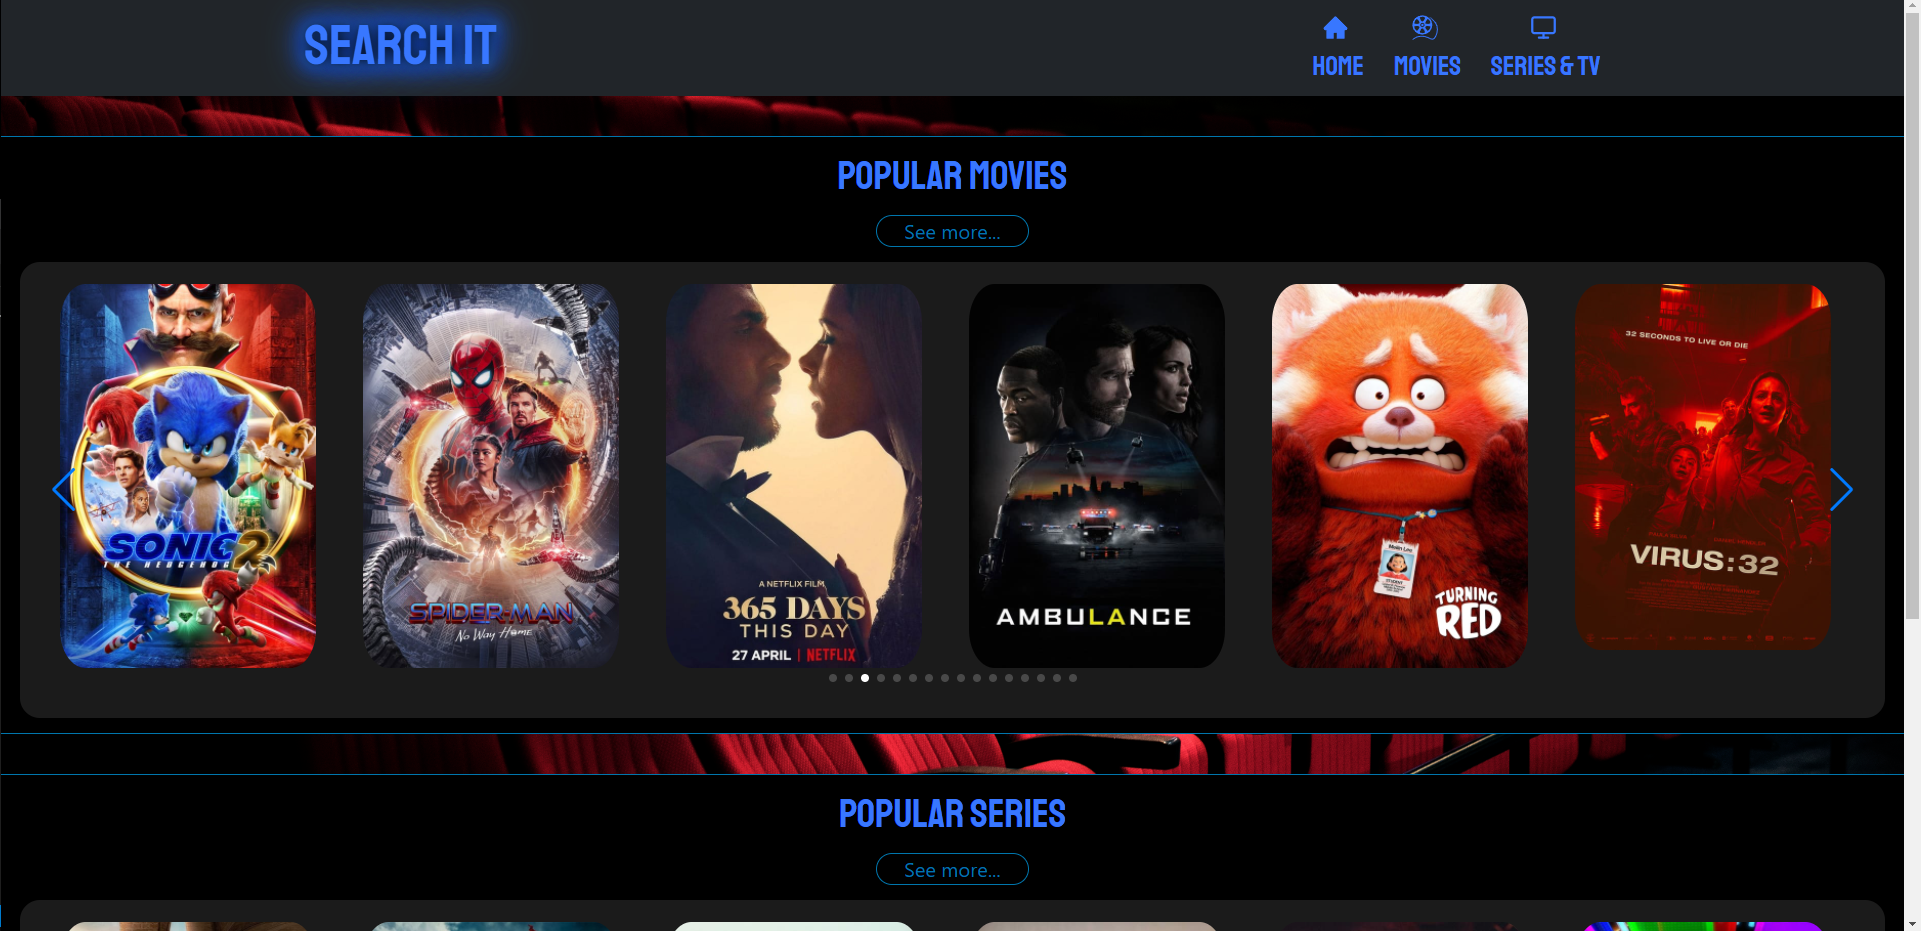 SEARCH IT
HOME
MOVIES
SERIES & TV
POPULAR MOVIES
See more...
SONIC 2
THE HEDGEHOG
SPIDER-MAN
No Way Home
A NETFLIX FILM
365 DAYS
THIS DAY
27 APRIL | NETFLIX
AMBULANCE
TURNING
RED
32 SECONDS TO LIVE OR DIE
VIRUS:32
POPULAR SERIES
See more...